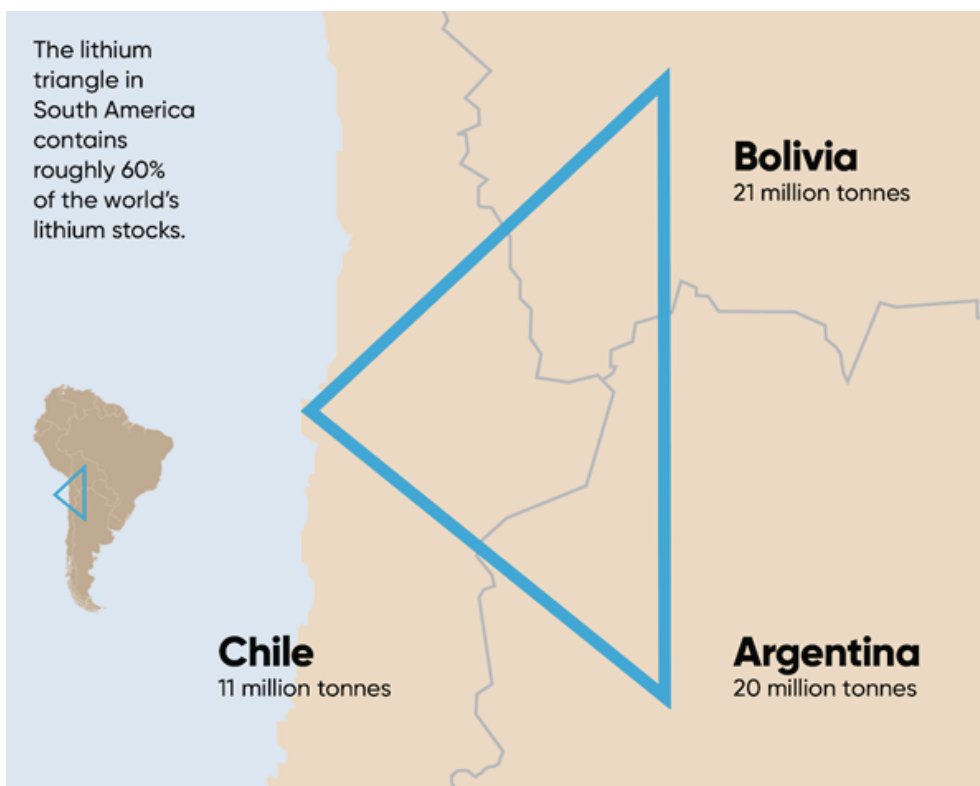 The lithium
triangle in
South America
contains
roughly 60%
of the world's
lithium stocks.
Bolivia
21 million tonnes
Chile
11 million tonnes
Argentina
20 million tonnes